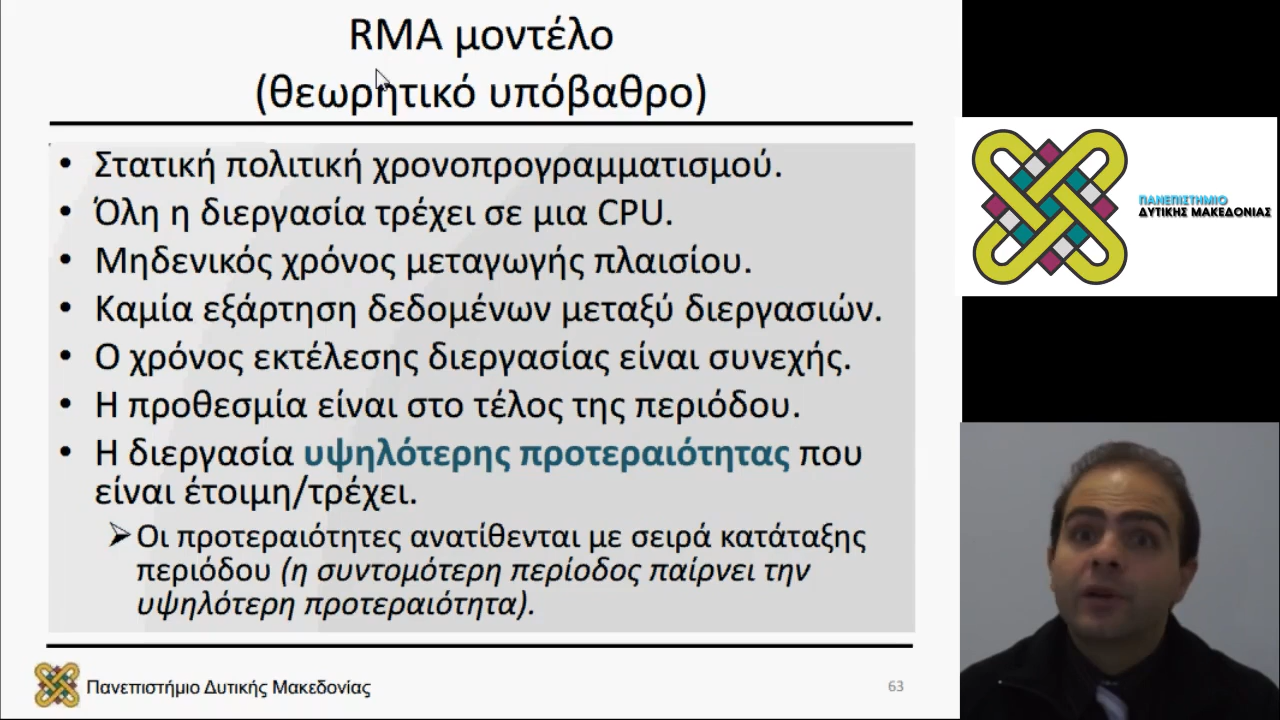 RMA μοντέλο
(θεωρητικό υπόβαθρο)
• Στατική πολιτική χρονοπρογραμματισμού.
• Όλη η διεργασία τρέχει σε μια CPU.
• Μηδενικός χρόνος μεταγωγής πλαισίου.
• Καμία εξάρτηση δεδομένων μεταξύ διεργασιών.
• Ο χρόνος εκτέλεσης διεργασίας είναι συνεχής.
• Η προθεσμία είναι στο τέλος της περιόδου.
• Η διεργασία υψηλότερης προτεραιότητας που
είναι έτοιμη/τρέχει.
➢ Οι προτεραιότητες ανατίθενται με σειρά κατάταξης
περιόδου (η συντομότερη περίοδος παίρνει την
υψηλότερη προτεραιότητα).
Πανεπιστήμιο Δυτικής Μακεδονίας
63
ΠΑΝΕΠΙΣΤΗΜΙΟ
ΔΥΤΙΚΗΣ ΜΑΚΕΔΟΝΙΑΣ